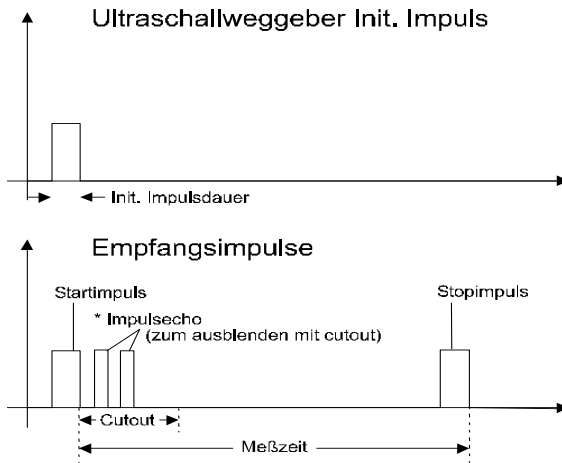 Ultraschallweggeber Init. Impuls
Init. Impulsdauer
Empfangsimpulse
Startimpuls
Stopimpuls
* Impulsecho
(zum ausblenden mit cutout)
Cutout
Meßzeit